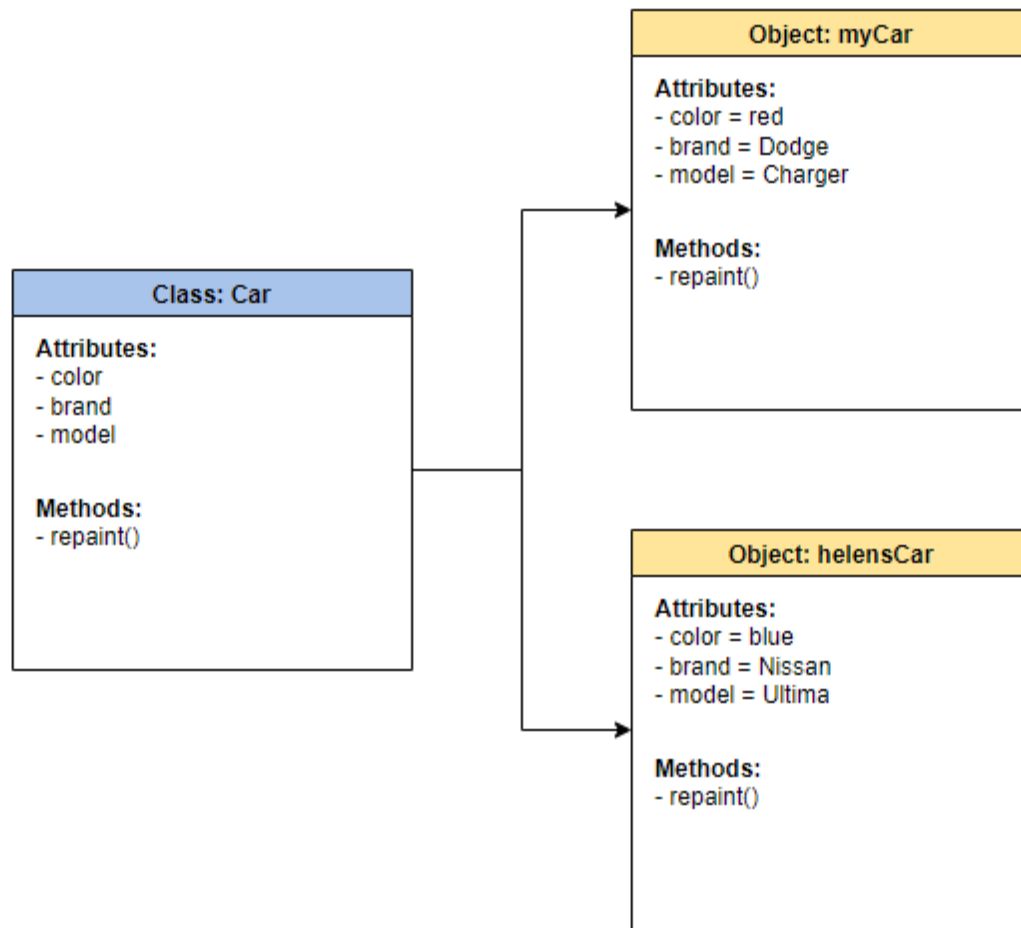 Class: Car
Attributes:
- color
- brand
- model
Methods:
- repaint()
Object: myCar
Attributes:
- color = red
- brand = Dodge
- model = Charger
Methods:
- repaint()
Object: helensCar
Attributes:
- color = blue
- brand = Nissan
- model = Ultima
Methods:
- repaint()